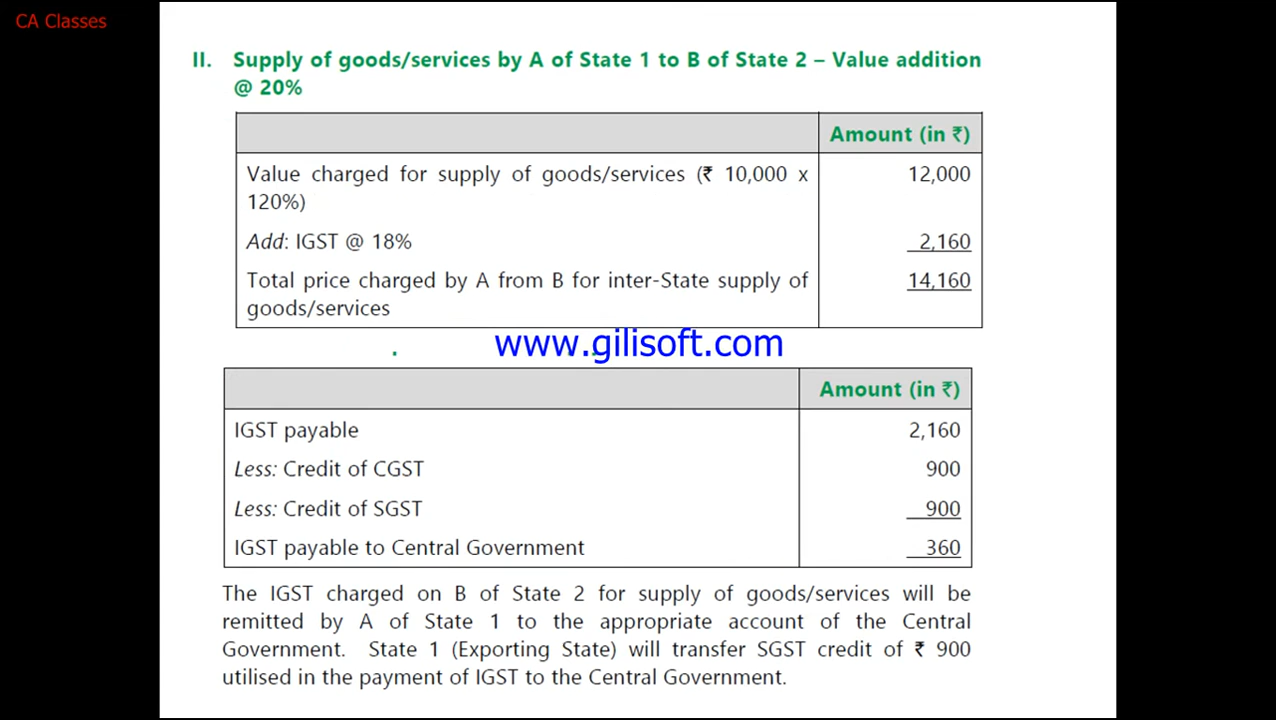 CA Classes
II. Supply of goods/services by A of State 1 to B of State 2 – Value addition
@ 20%
Amount (in ₹)
Value charged for supply of goods/services (₹ 10,000 x 12,000
120%)
Add: IGST @ 18% 2,160
Total price charged by A from B for inter-State supply of 14,160
goods/services
www.gilisoft.com
Amount (in ₹)
IGST payable 2,160
Less: Credit of CGST 900
Less: Credit of SGST 900
IGST payable to Central Government 360
The IGST charged on B of State 2 for supply of goods/services will be
remitted by A of State 1 to the appropriate account of the Central
Government. State 1 (Exporting State) will transfer SGST credit of ₹ 900
utilised in the payment of IGST to the Central Government.